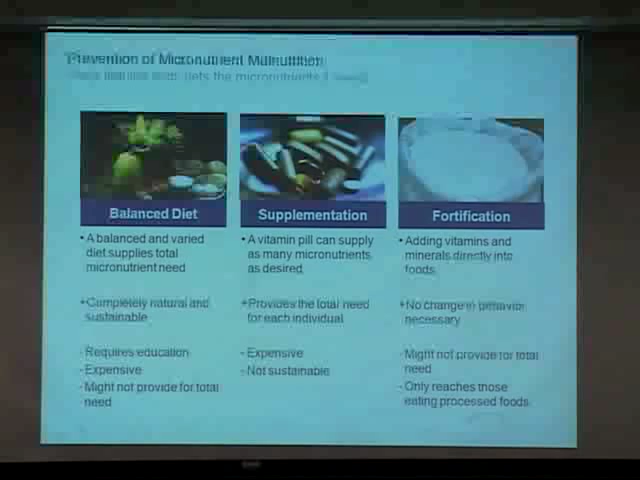 Prevention of Micronutrient Malnutrition
gets the micronutrients
Balanced Diet
Supplementation
Fortification
• A balanced and varied
diet supplies total
micronutrient need
+Completely natural and
sustainable
- Requires education
- Expensive
- Might not provide for total
need
• A vitamin pill can supply
as many micronutrients
as desired
+Provides the total need
for each individual
- Expensive
- Not sustainable
• Adding vitamins and
minerals directly into
foods
+No change in behavior
necessary
- Might not provide for total
need
- Only reaches those
eating processed foods